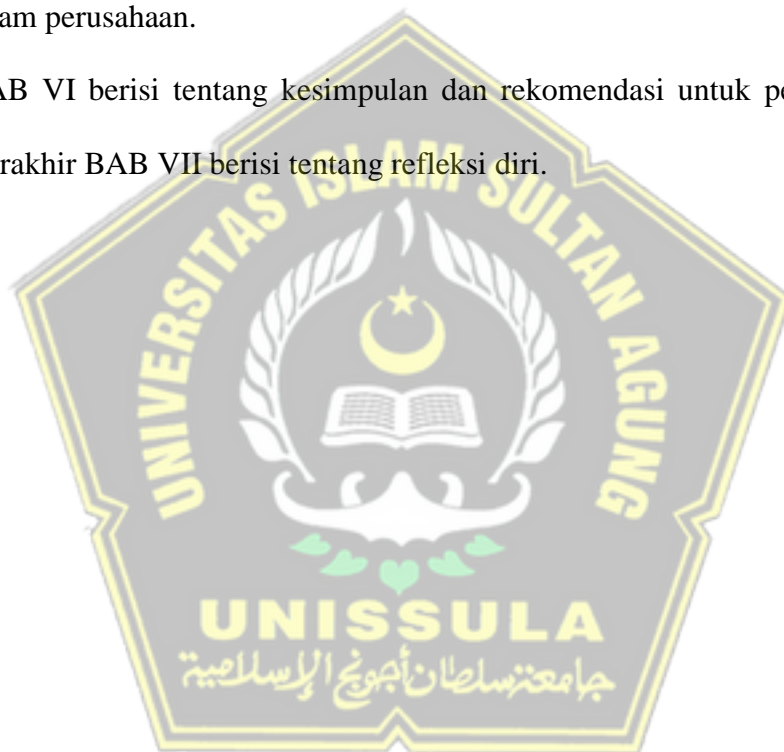 am perusahaan.
AB VI berisi tentang kesimpulan dan rekomendasi untuk pe
rakhir BAB VII berisi tentang refleksi diri.
UNIVERSITAS ISLAM SULTAN AGUNG
UNISSULA
جامعة سلطان أجونج الإسلامية